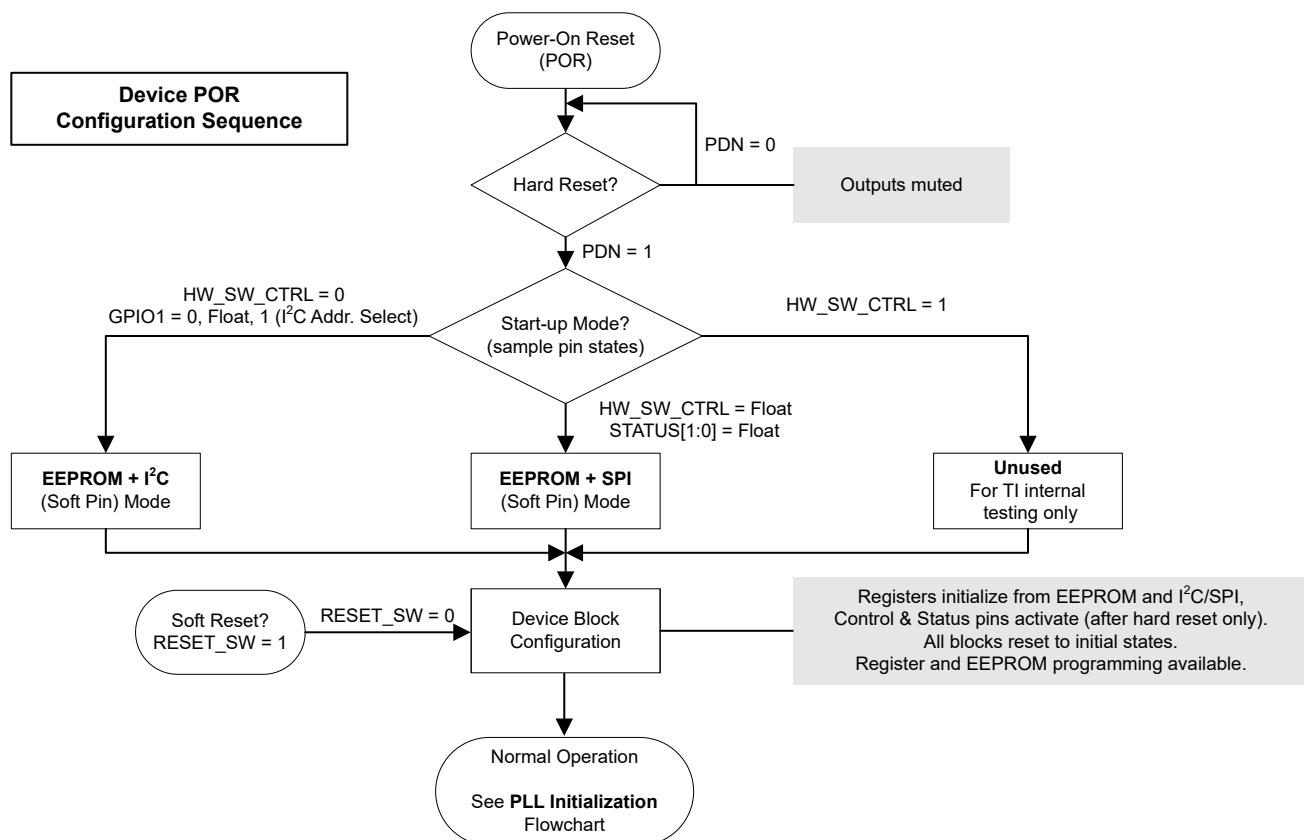 Power-On Reset
(POR)
Device POR
Configuration Sequence
PDN = 0
Hard Reset?
Outputs muted
PDN = 1
HW_SW_CTRL = 0
GPIO1 = 0, Float, 1 (I²C Addr. Select)
Start-up Mode?
(sample pin states)
HW_SW_CTRL = 1
HW_SW_CTRL = Float
STATUS[1:0] = Float
EEPROM + I²C
(Soft Pin) Mode
EEPROM + SPI
(Soft Pin) Mode
Unused
For TI internal
testing only
Soft Reset?
RESET_SW = 1
RESET_SW = 0
Device Block
Configuration
Registers initialize from EEPROM and I²C/SPI,
Control & Status pins activate (after hard reset only).
All blocks reset to initial states.
Register and EEPROM programming available.
Normal Operation
See PLL Initialization
Flowchart